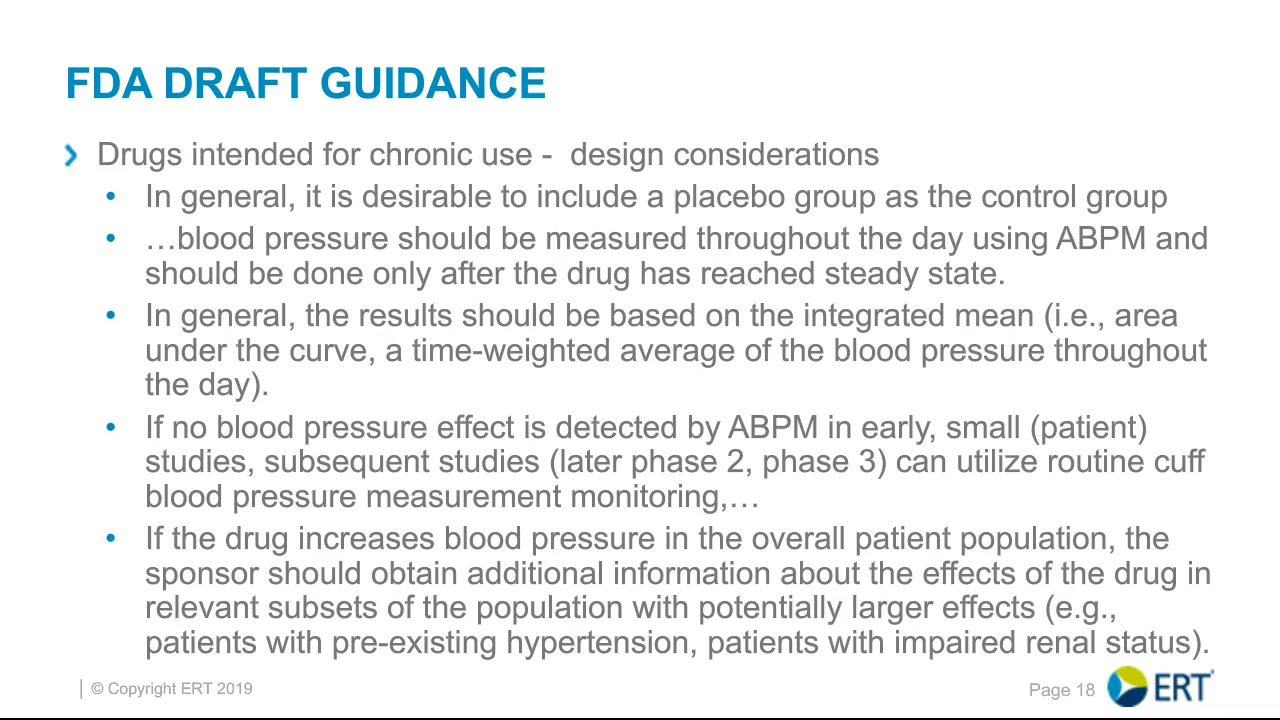 FDA DRAFT GUIDANCE
Drugs intended for chronic use -  design considerations
• In general, it is desirable to include a placebo group as the control group
• …blood pressure should be measured throughout the day using ABPM and
should be done only after the drug has reached steady state.
• In general, the results should be based on the integrated mean (i.e., area
under the curve, a time-weighted average of the blood pressure throughout
the day).
• If no blood pressure effect is detected by ABPM in early, small (patient)
studies, subsequent studies (later phase 2, phase 3) can utilize routine cuff
blood pressure measurement monitoring,…
• If the drug increases blood pressure in the overall patient population, the
sponsor should obtain additional information about the effects of the drug in
relevant subsets of the population with potentially larger effects (e.g.,
patients with pre-existing hypertension, patients with impaired renal status).
© Copyright ERT 2019
Page 18
ERT